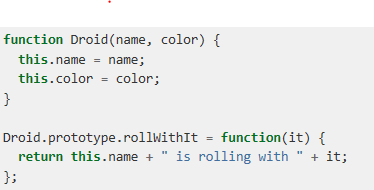 function Droid(name, color) {
  this.name = name;
  this.color = color;
}
Droid.prototype.rollWithIt = function(it) {
  return this.name + " is rolling with " + it;
};